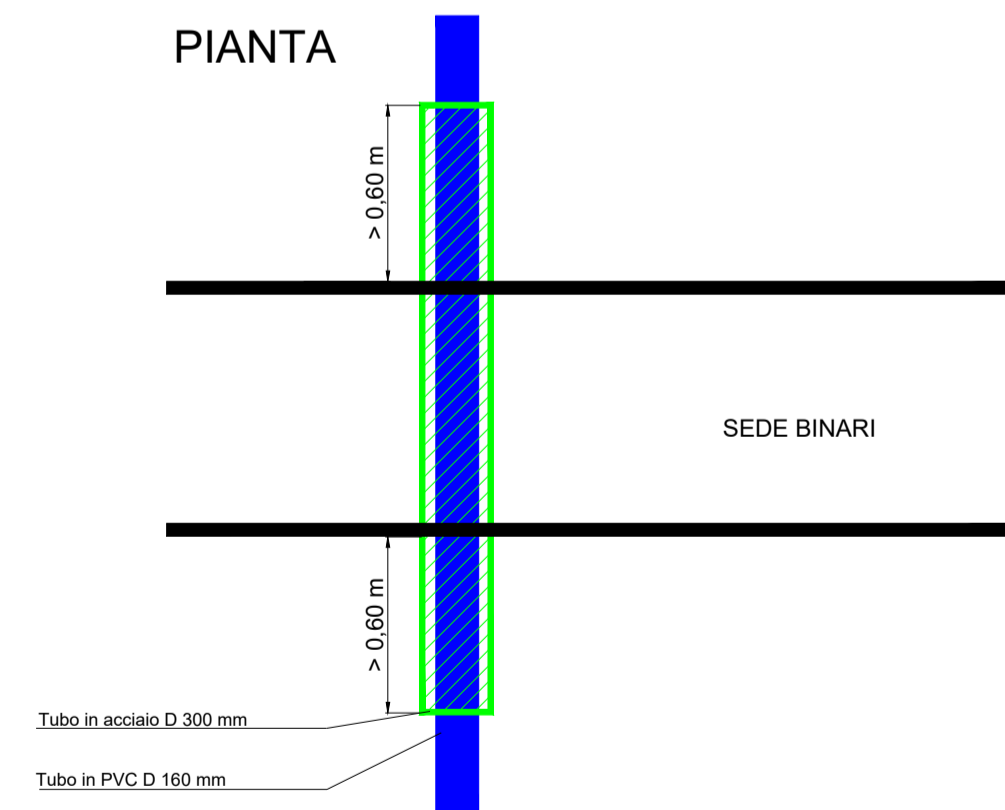 PIANTA
> 0,60 m
SEDE BINARI
> 0,60 m
Tubo in acciaio D 300 mm
Tubo in PVC D 160 mm